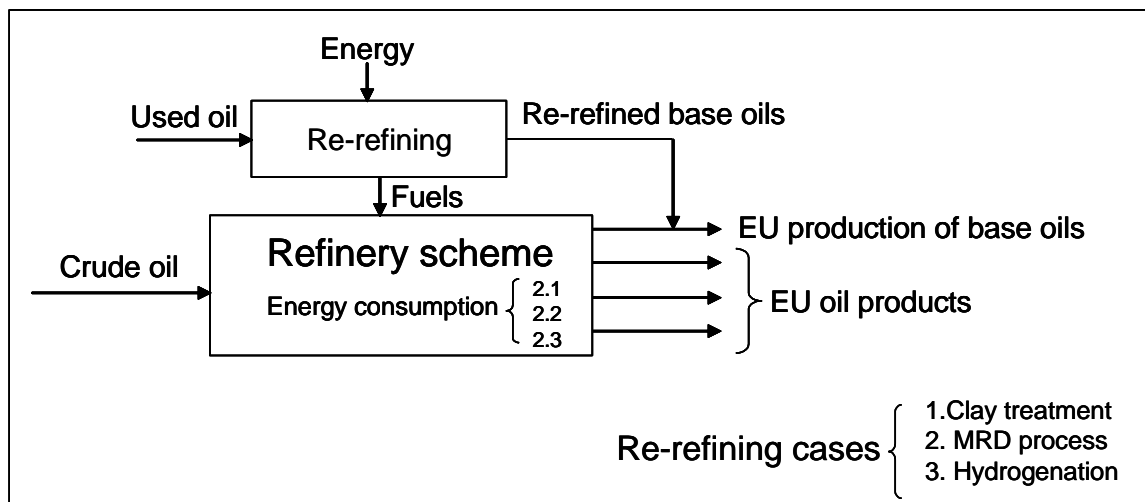 Energy
Used oil
Re-refining
Re-refined base oils
Fuels
EU production of base oils
Refinery scheme
Crude oil
Energy consumption
2.1
2.2
2.3
EU oil products
Re-refining cases
1.Clay treatment
2. MRD process
3. Hydrogenation